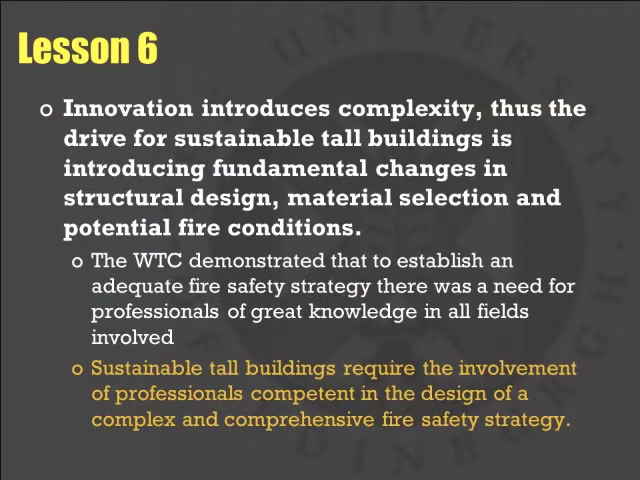 Lesson 6
o Innovation introduces complexity, thus the
drive for sustainable tall buildings is
introducing fundamental changes in
structural design, material selection and
potential fire conditions.
o The WTC demonstrated that to establish an
adequate fire safety strategy there was a need for
professionals of great knowledge in all fields
involved
o Sustainable tall buildings require the involvement
of professionals competent in the design of a
complex and comprehensive fire safety strategy.